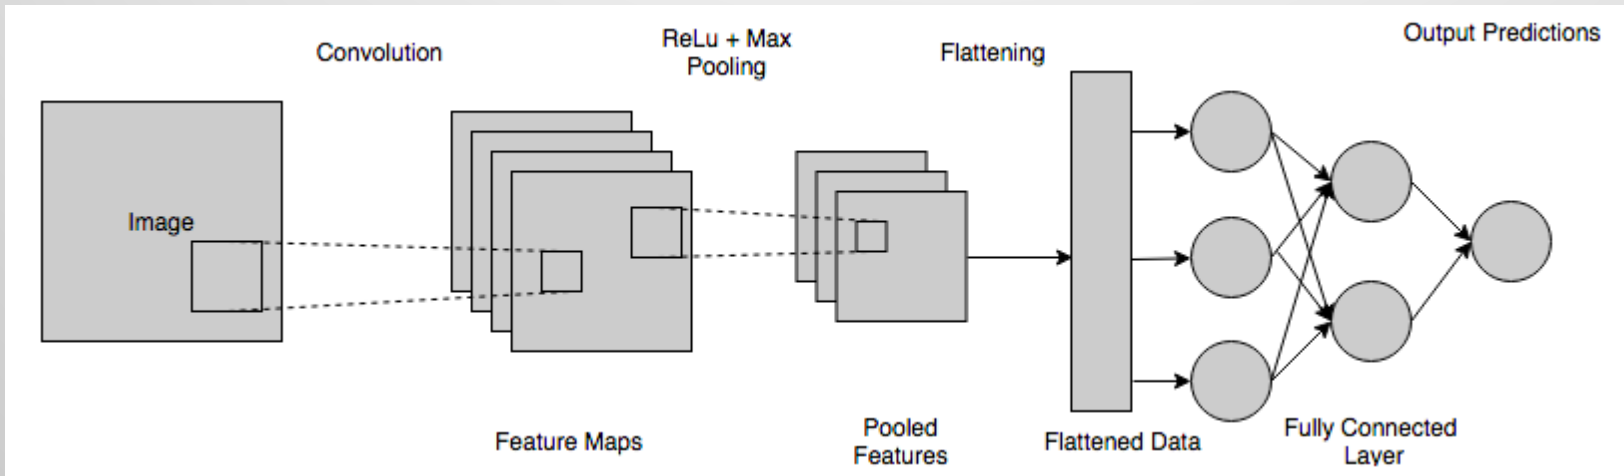 Convolution
ReLu + Max
Pooling
Flattening
Output Predictions
Image
Feature Maps
Pooled
Features
Flattened Data
Fully Connected
Layer